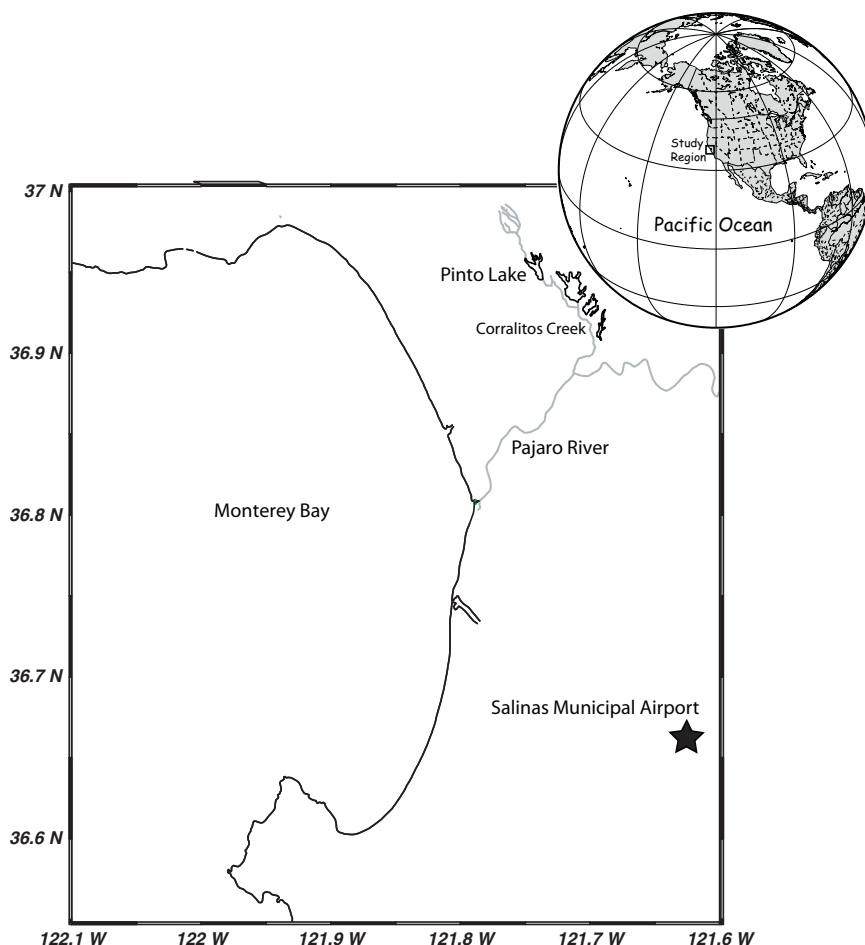 Study
Region
Pacific Ocean
37 N
Pinto Lake
Corralitos Creek
36.9 N
Pajaro River
Monterey Bay
36.8 N
36.7 N
Salinas Municipal Airport
36.6 N
122.1 W
122 W
121.9 W
121.8 W
121.7 W
121.6 W